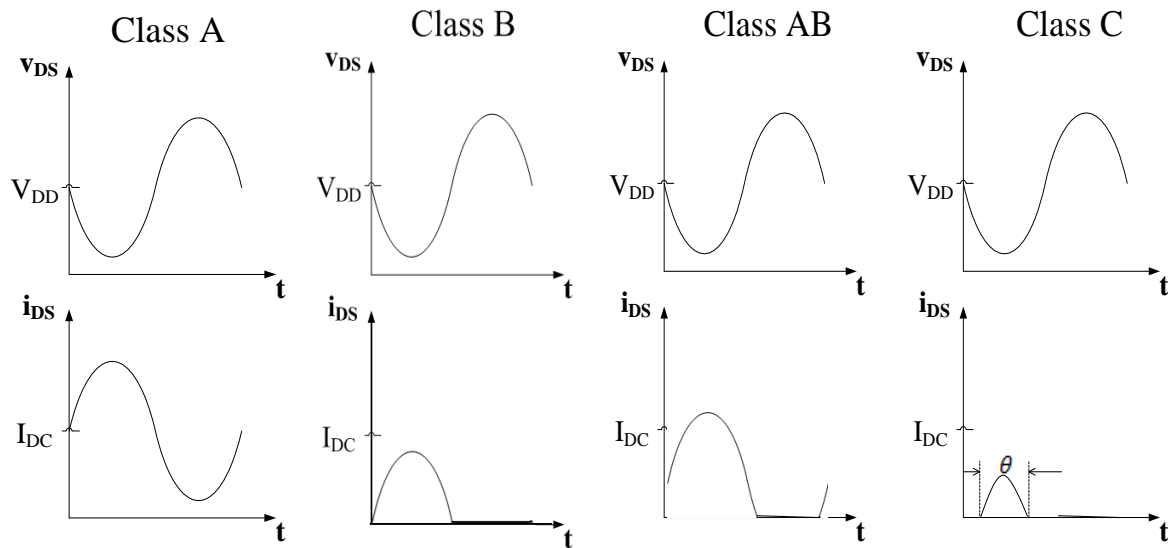 Class A
Class B
Class AB
Class C
vDS
vDS
vDS
vDS
VDD
VDD
VDD
VDD
t
t
t
t
iDS
iDS
iDS
iDS
IDC
IDC
IDC
IDC
θ
t
t
t
t